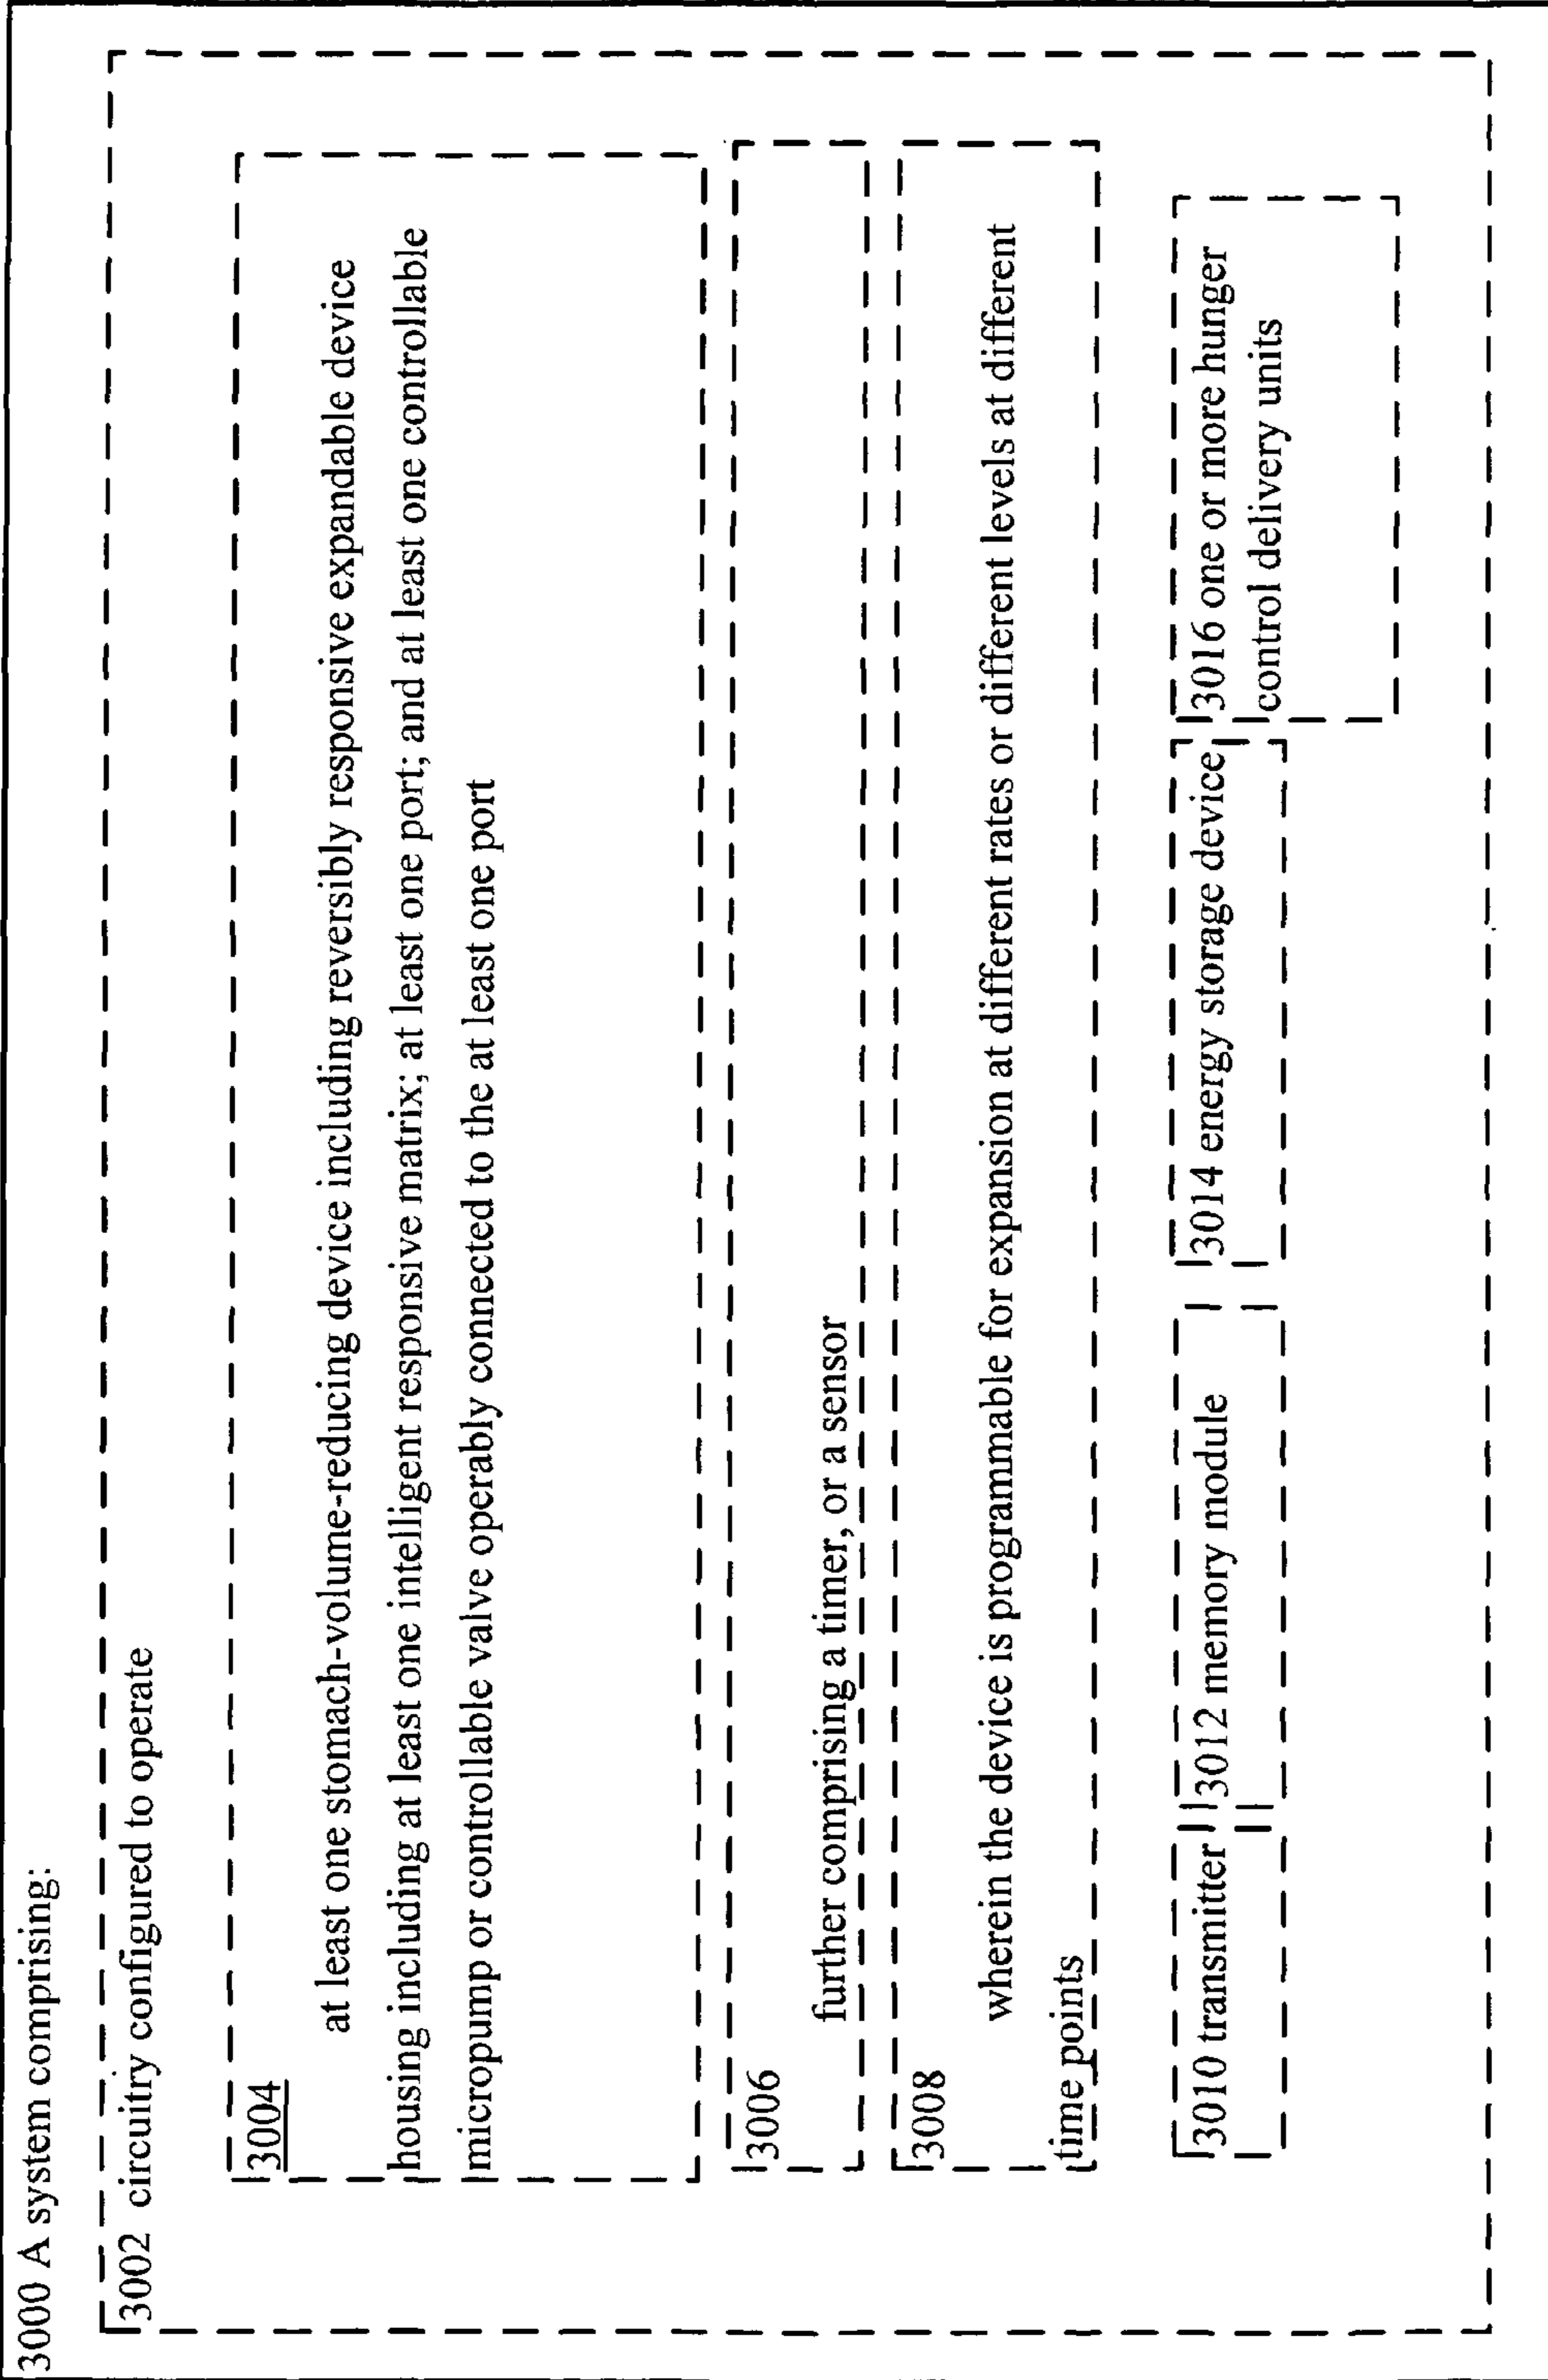 3000 A system comprising:
3002 circuitry configured to operate
3004
at least one stomach-volume-reducing device including reversibly responsive expandable device
housing including at least one intelligent responsive matrix; at least one port; and at least one controllable
micropump or controllable valve operably connected to the at least one port
3006
further comprising a timer, or a sensor
3008
wherein the device is programmable for expansion at different rates or different levels at different
time points
3010 transmitter
3012 memory module
3014 energy storage device
3016 one or more hunger
control delivery units